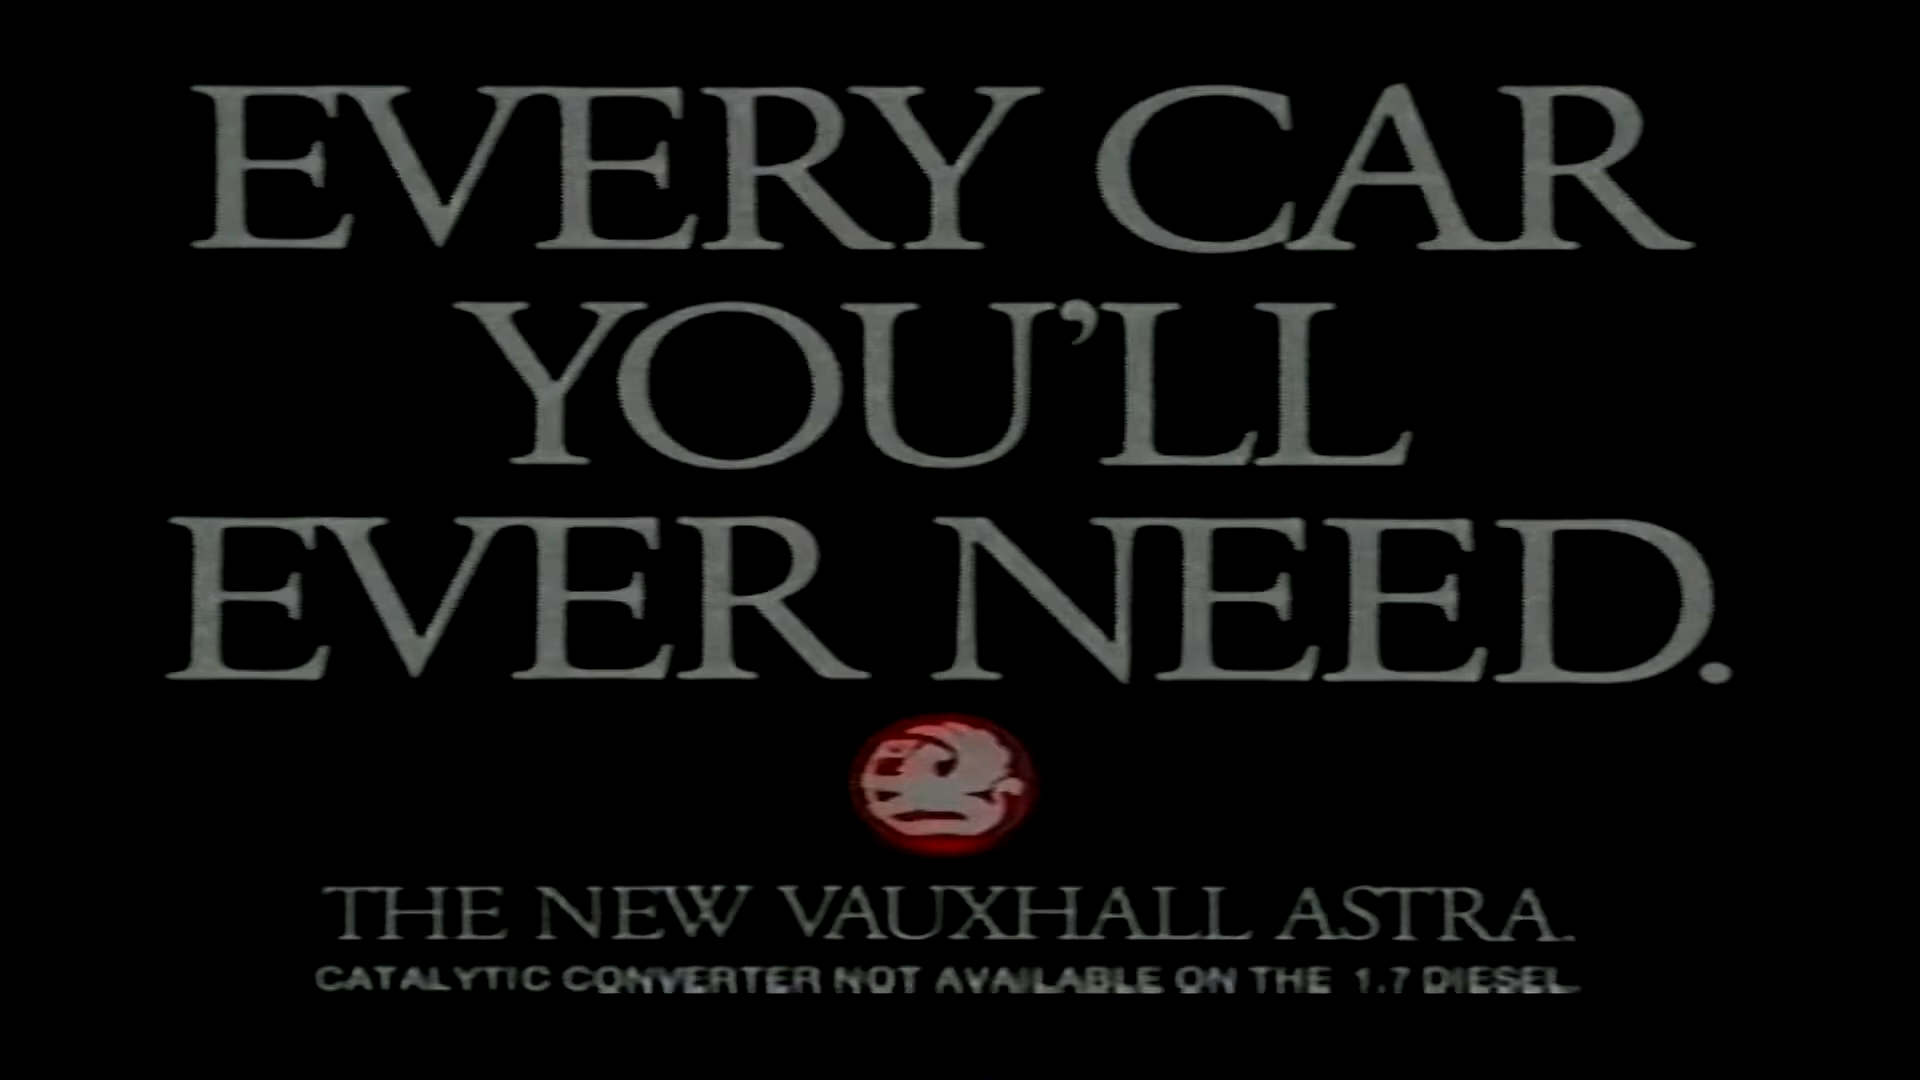 EVERY CAR
YOU'LL
EVER NEED.
THE NEW VAUXHALL ASTRA.
CATALYTIC CONVERTER NOT AVAILABLE ON THE 1.7 DIESEL.